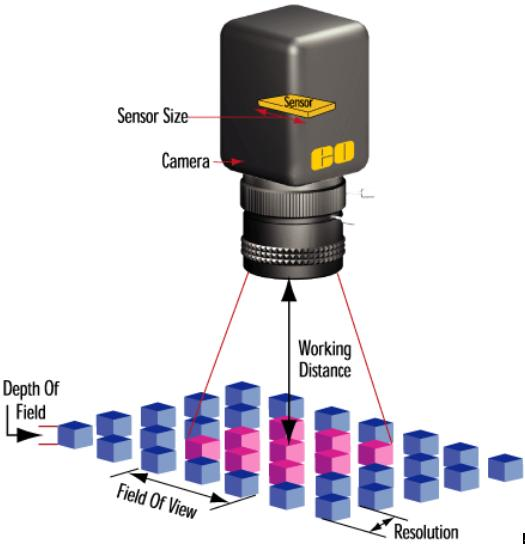 Sensor
Sensor Size
Camera
eo
Working
Distance
Depth Of
Field
Field Of View
Resolution